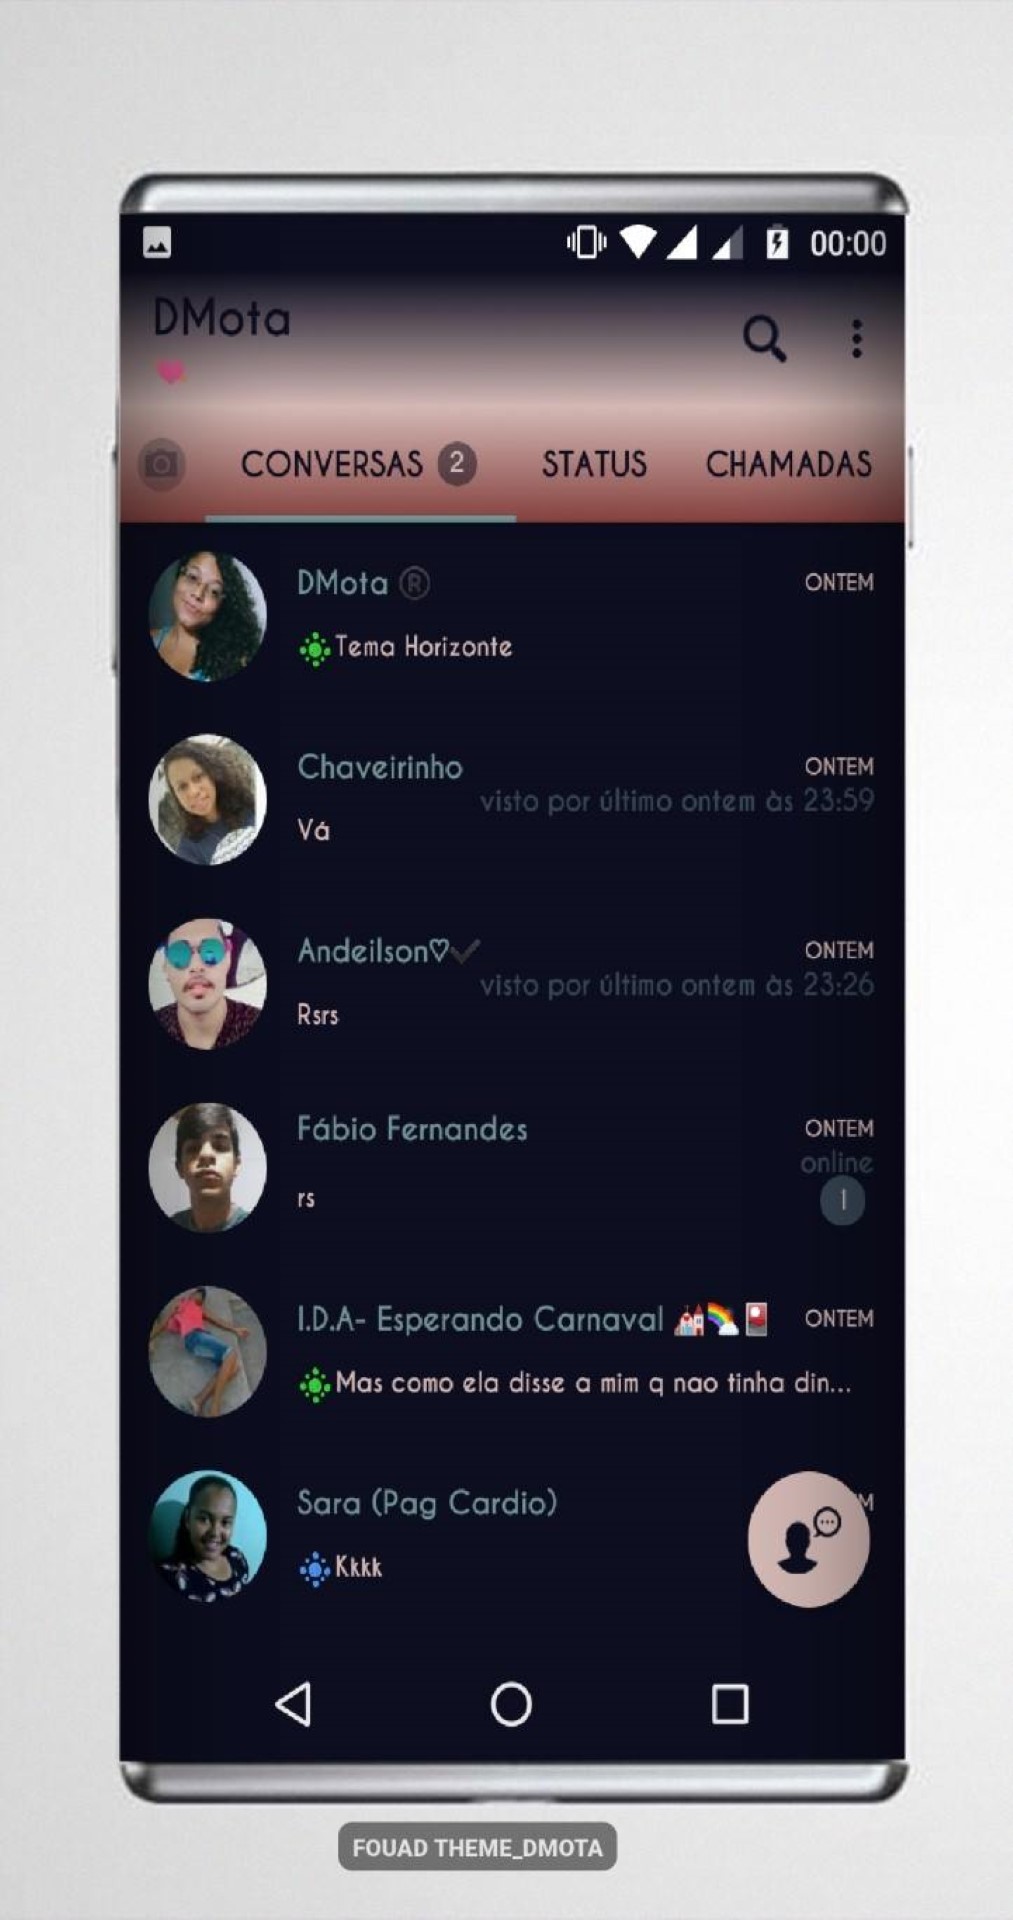 00:00
DMota
CONVERSAS 2
STATUS
CHAMADAS
DMota ®
ONTEM
Tema Horizonte
Chaveirinho
ONTEM
visto por último ontem às 23:59
Vá
Andeilson♡✓
ONTEM
visto por último ontem às 23:26
Rsrs
Fábio Fernandes
ONTEM
online
rs
1
I.D.A- Esperando Carnaval 🏰🌈🎴
ONTEM
Mas como ela disse a mim q nao tinha din...
Sara (Pag Cardio)
M
Kkkk
FOUAD THEME_DMOTA